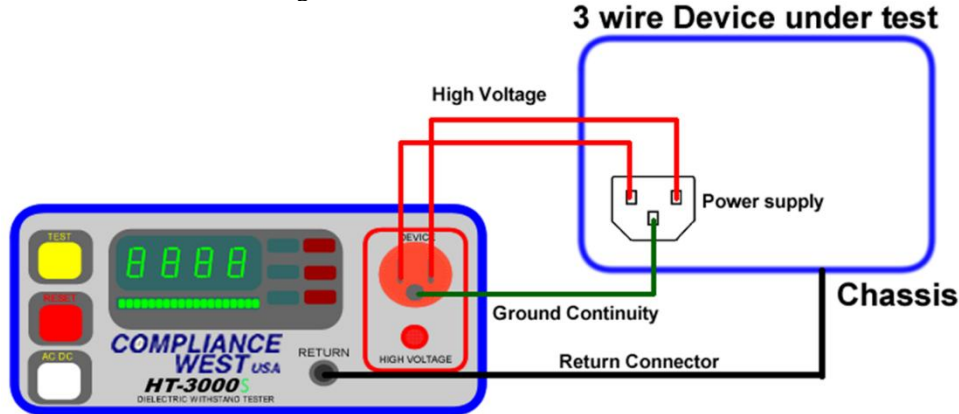 3 wire Device under test
High Voltage
Power supply
TEST
DEVICE
8888
RESET
Ground Continuity
Chassis
COMPLIANCE
WEST USA
RETURN
HIGH VOLTAGE
Return Connector
AC DC
HT-3000S
DIELECTRIC WITHSTAND TESTER